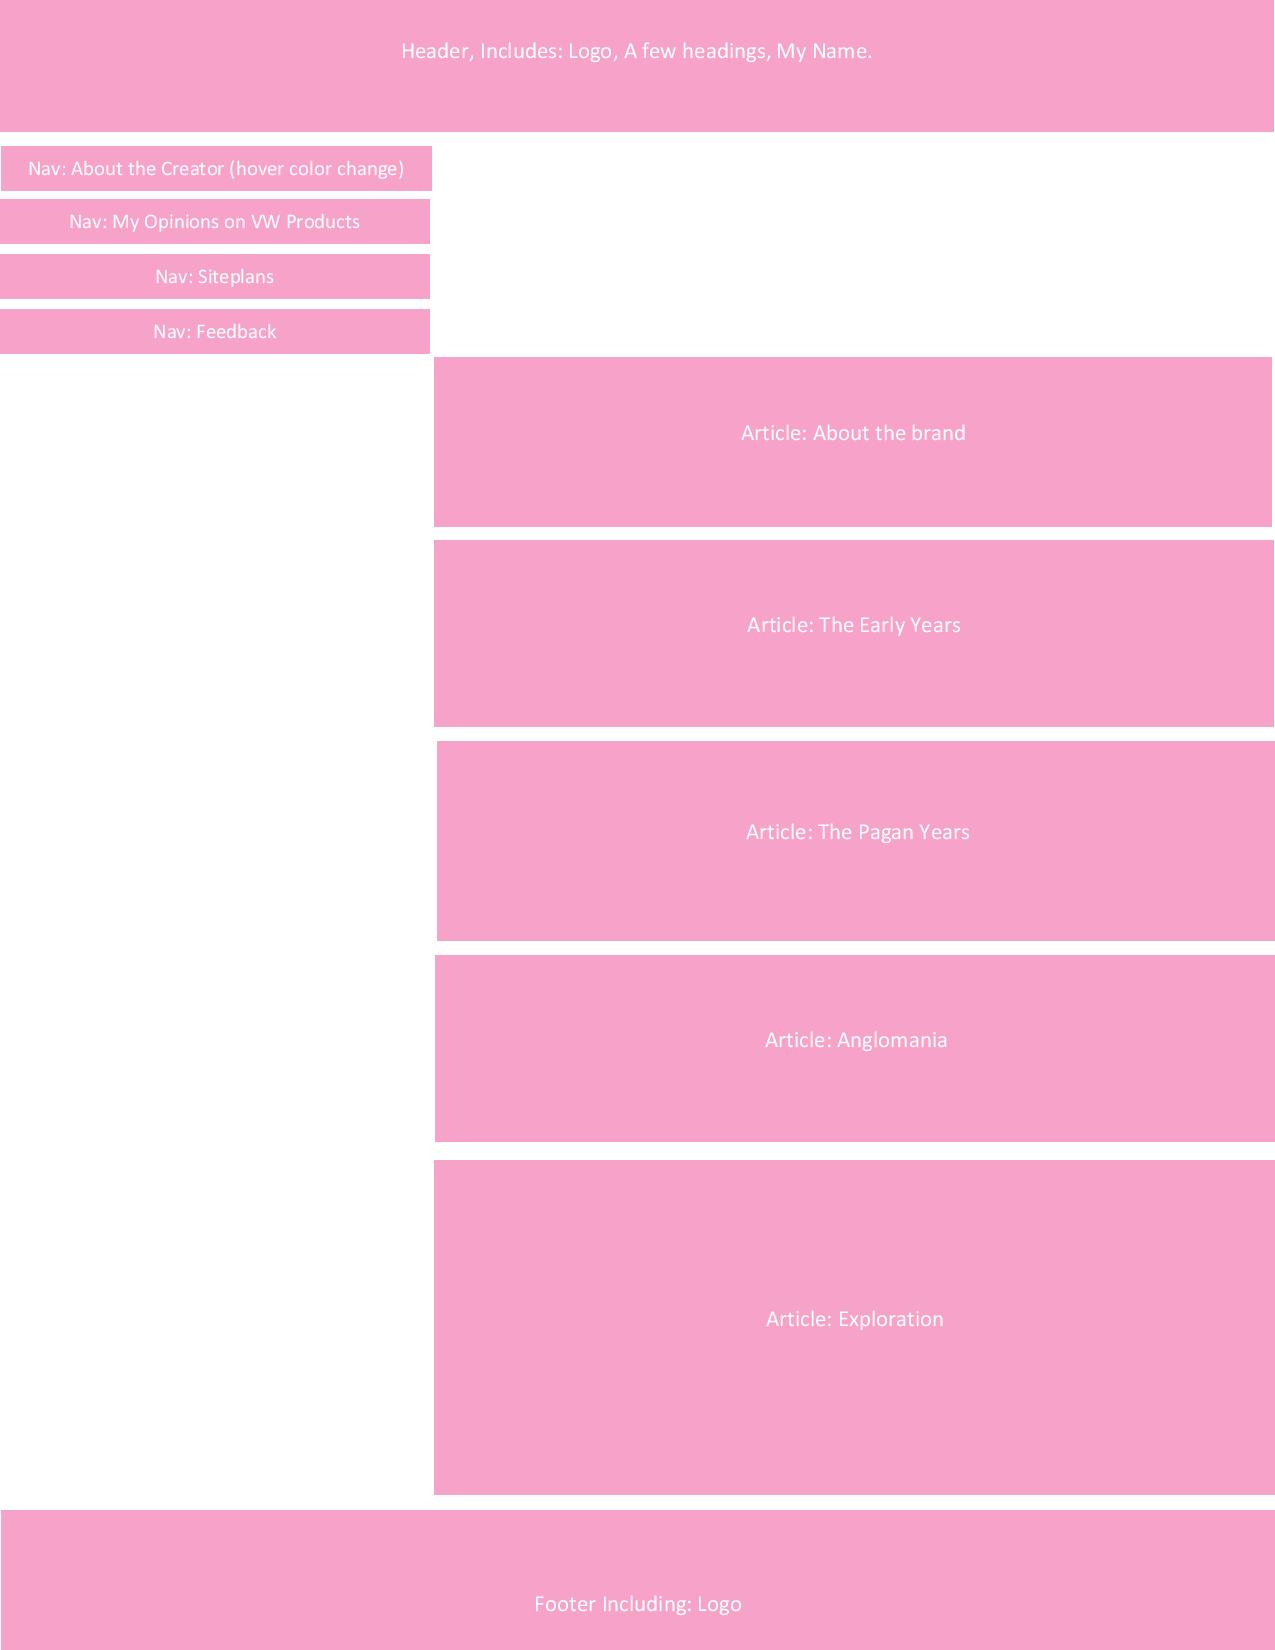 Header, Includes: Logo, A few headings, My Name.
Nav: About the Creator (hover color change)
Nav: My Opinions on VW Products
Nav: Siteplans
Nav: Feedback
Article: About the brand
Article: The Early Years
Article: The Pagan Years
Article: Anglomania
Article: Exploration
Footer Including: Logo